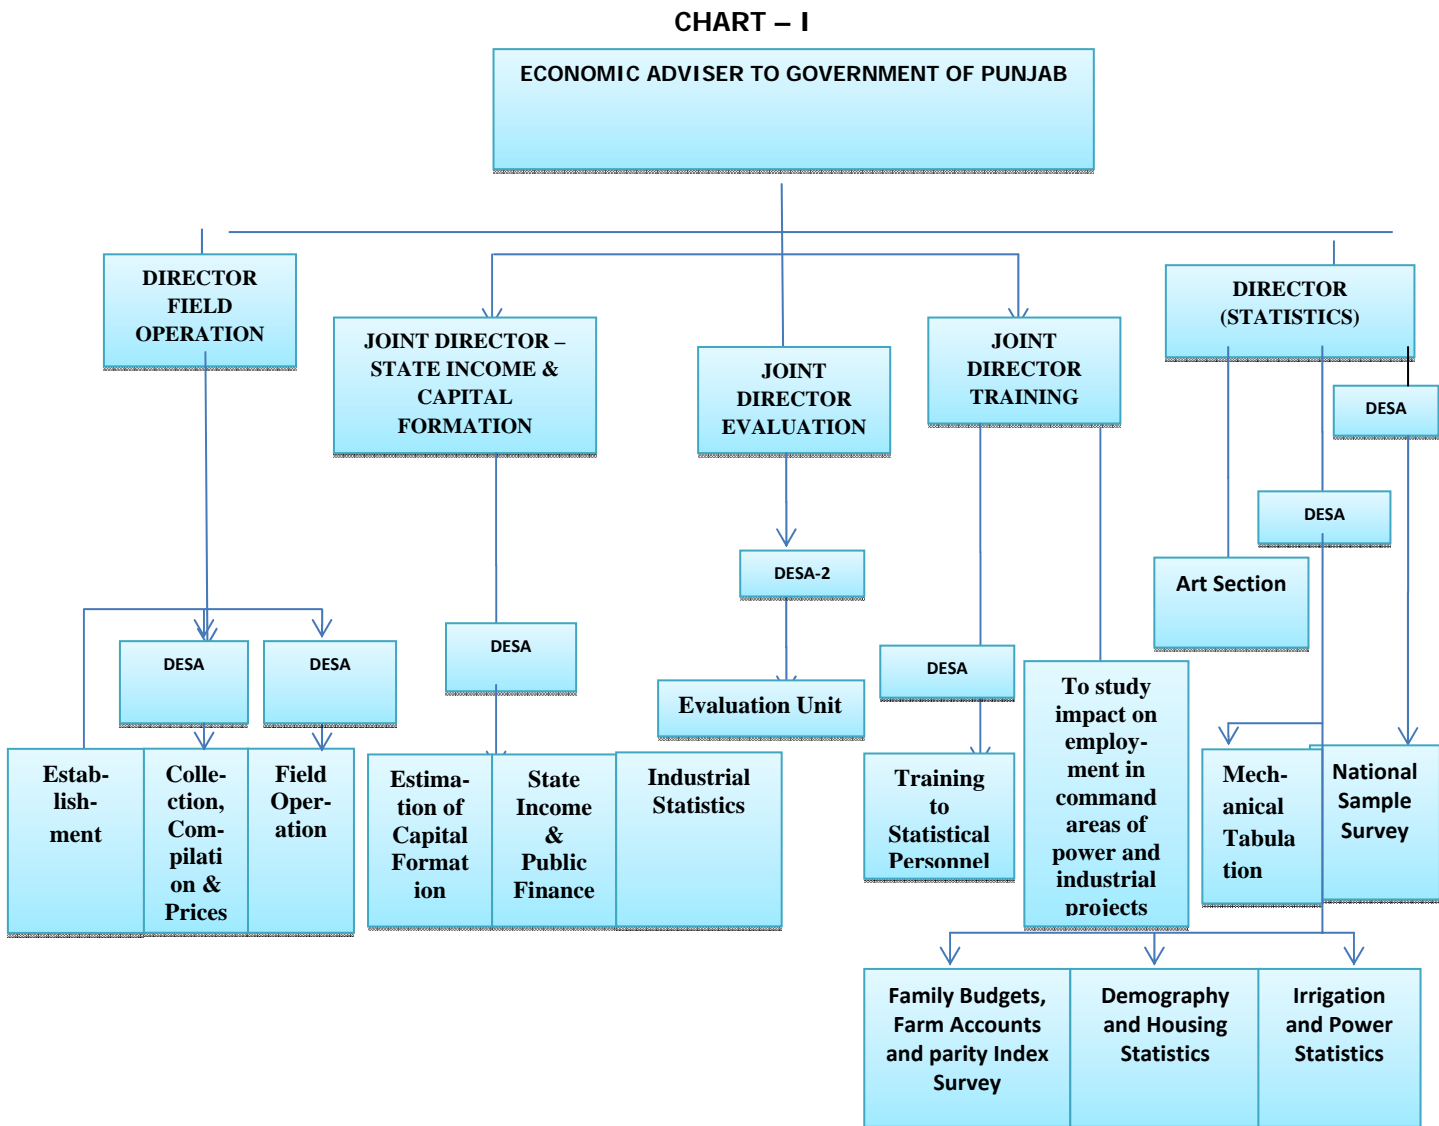 CHART – I
ECONOMIC ADVISER TO GOVERNMENT OF PUNJAB
DIRECTOR
FIELD
OPERATION
JOINT DIRECTOR –
STATE INCOME &
CAPITAL
FORMATION
JOINT
DIRECTOR
EVALUATION
JOINT
DIRECTOR
TRAINING
DIRECTOR
(STATISTICS)
DESA
DESA
Art Section
DESA-2
DESA
DESA
DESA
DESA
Evaluation Unit
To study
impact on
employ-
ment in
command
areas of
power and
industrial
projects
Estab-
lish-
ment
Colle-
ction,
Com-
pilati
on &
Prices
Field
Oper-
ation
Estima-
tion of
Capital
Format
ion
State
Income
&
Public
Finance
Industrial
Statistics
Training
to
Statistical
Personnel
Mech-
anical
Tabula
tion
National
Sample
Survey
Family Budgets,
Farm Accounts
and parity Index
Survey
Demography
and Housing
Statistics
Irrigation
and Power
Statistics